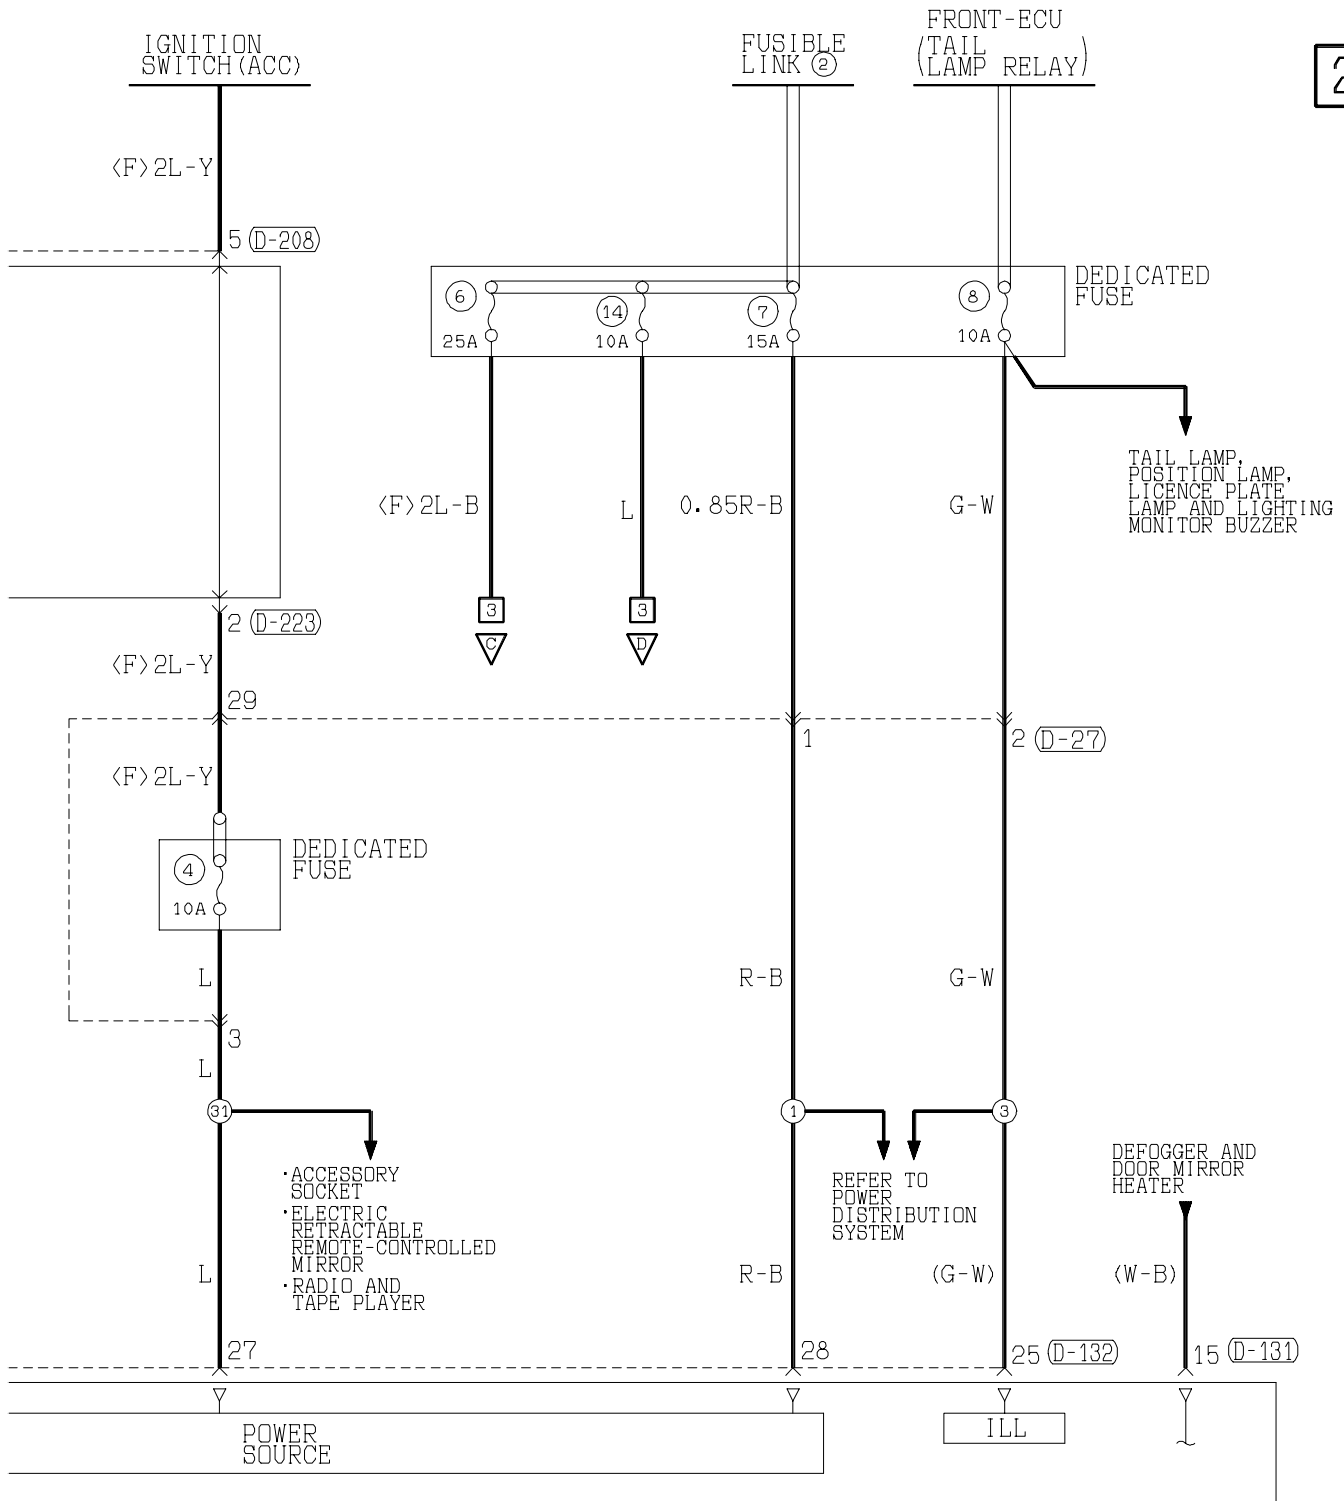 IGNITION
SWITCH(ACC)
FUSIBLE
LINK ②
FRONT-ECU
(TAIL
LAMP RELAY)
<F>2L-Y
5 (D-208)
DEDICATED
FUSE
6
14
7
8
25A
10A
15A
10A
TAIL LAMP,
POSITION LAMP,
LICENCE PLATE
LAMP AND LIGHTING
MONITOR BUZZER
<F>2L-B
L
0.85R-B
G-W
3
3
C
D
2 (D-223)
<F>2L-Y
29
1
2 (D-27)
<F>2L-Y
DEDICATED
FUSE
4
10A
L
R-B
G-W
3
L
31
1
3
·ACCESSORY
SOCKET
·ELECTRIC
RETRACTABLE
REMOTE-CONTROLLED
MIRROR
·RADIO AND
TAPE PLAYER
REFER TO
POWER
DISTRIBUTION
SYSTEM
DEFOGGER AND
DOOR MIRROR
HEATER
L
R-B
(G-W)
(W-B)
27
28
25 (D-132)
15 (D-131)
POWER
SOURCE
ILL